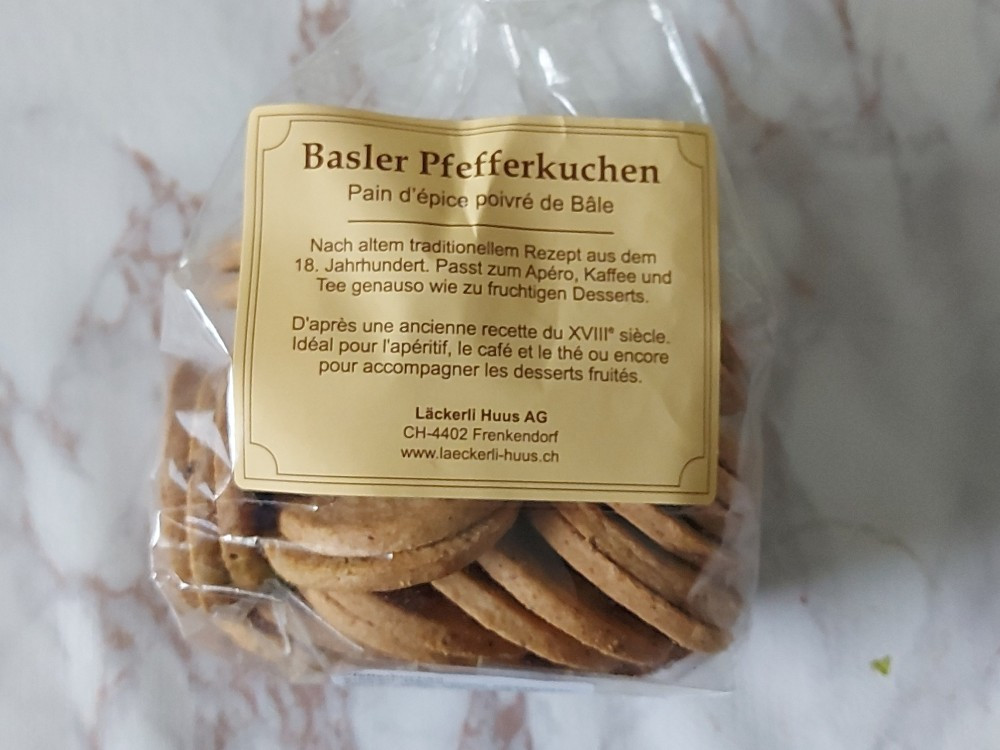 Basler Pfefferkuchen
Pain d'épice poivré de Bâle
Nach altem traditionellem Rezept aus dem
18. Jahrhundert. Passt zum Apéro, Kaffee und
Tee genauso wie zu fruchtigen Desserts.
D'après une ancienne recette du XVIIIᵉ siècle.
Idéal pour l'apéritif, le café et le thé ou encore
pour accompagner les desserts fruités.
Läckerli Huus AG
CH-4402 Frenkendorf
www.laeckerli-huus.ch